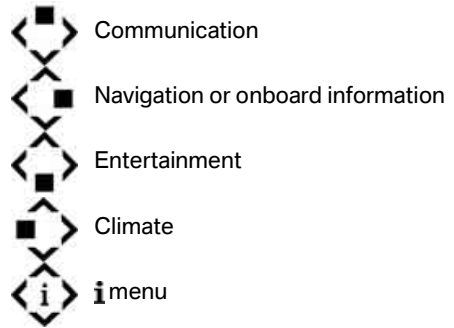 Communication
Navigation or onboard information
Entertainment
Climate
i i menu